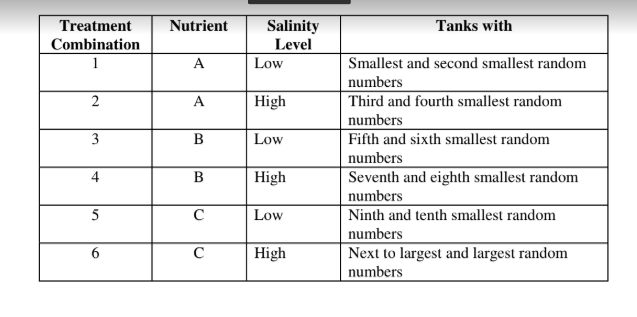 Treatment Combination Nutrient Salinity Level Tanks with
1 A Low Smallest and second smallest random
numbers
2 A High Third and fourth smallest random
numbers
3 B Low Fifth and sixth smallest random
numbers
4 B High Seventh and eighth smallest random
numbers
5 C Low Ninth and tenth smallest random
numbers
6 C High Next to largest and largest random
numbers